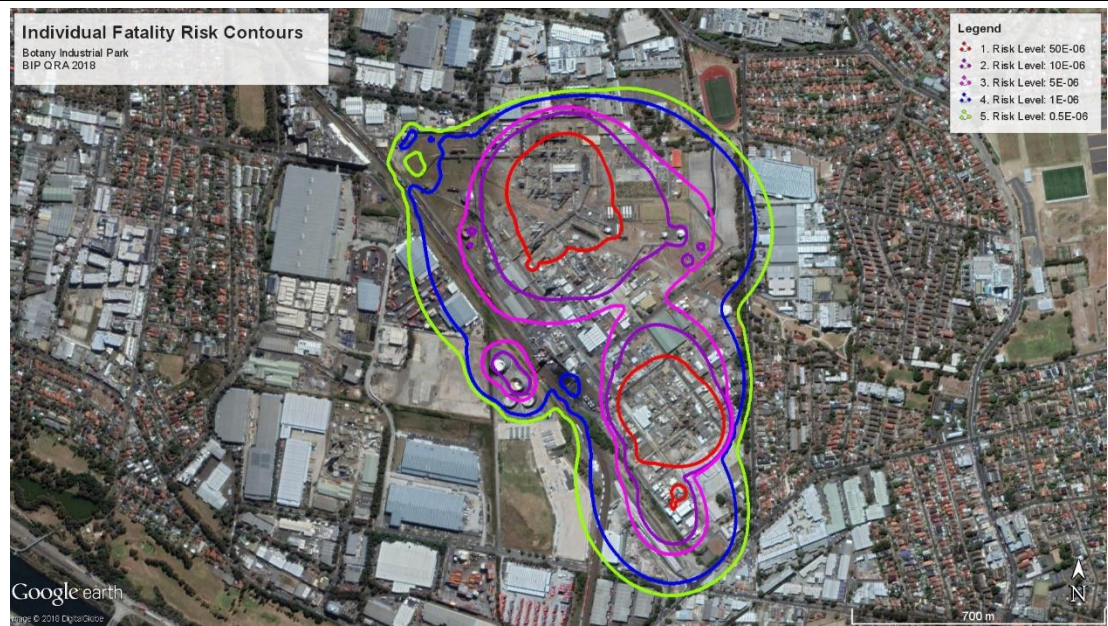 Individual Fatality Risk Contours
Botany Industrial Park
BIP QRA 2018
Legend
1. Risk Level: 50E-06
2. Risk Level: 10E-06
3. Risk Level: 5E-06
4. Risk Level: 1E-06
5. Risk Level: 0.5E-06
Google earth
Image © 2018 DigitalGlobe
N
700 m